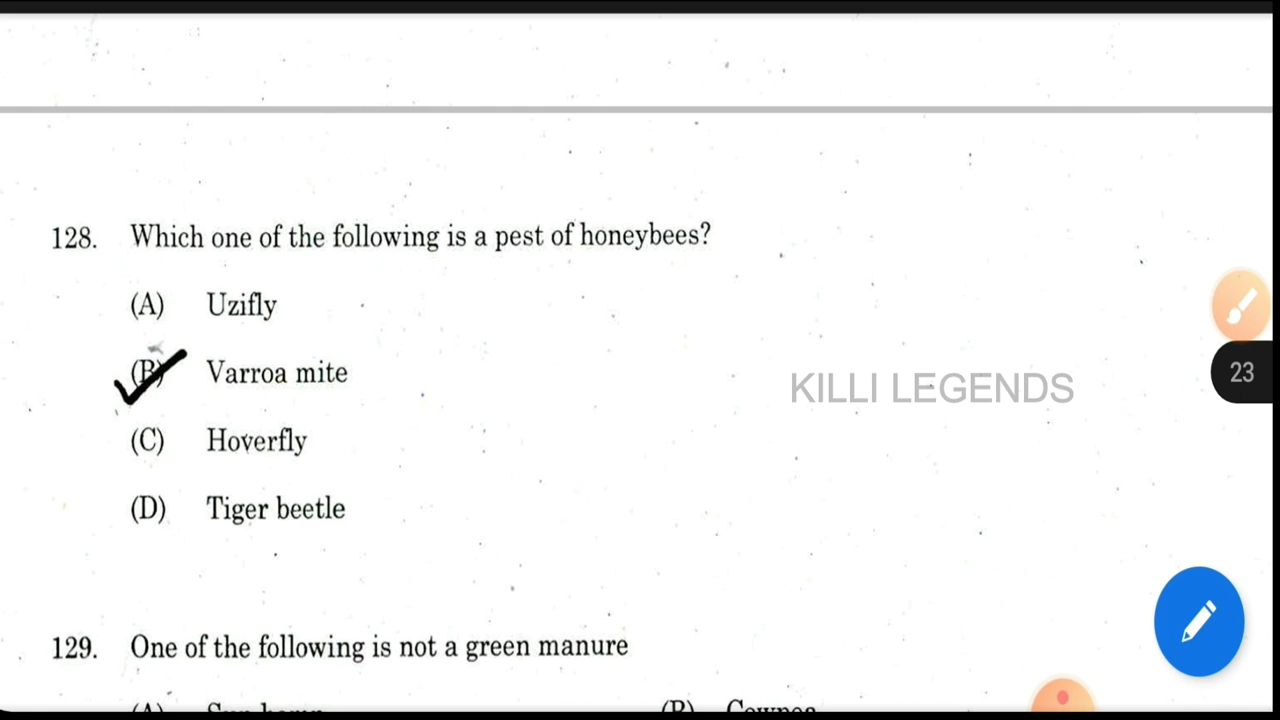 128. Which one of the following is a pest of honeybees?
(A) Uzifly
(B) Varroa mite
23
KILLI LEGENDS
(C) Hoverfly
(D) Tiger beetle
129. One of the following is not a green manure